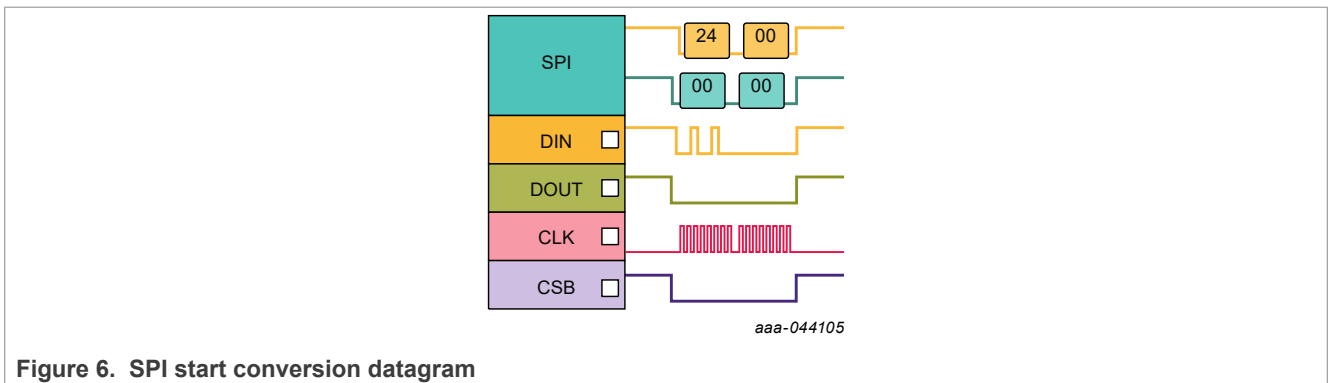 24 00
SPI
00 00
DIN
DOUT
CLK
CSB
aaa-044105
Figure 6. SPI start conversion datagram